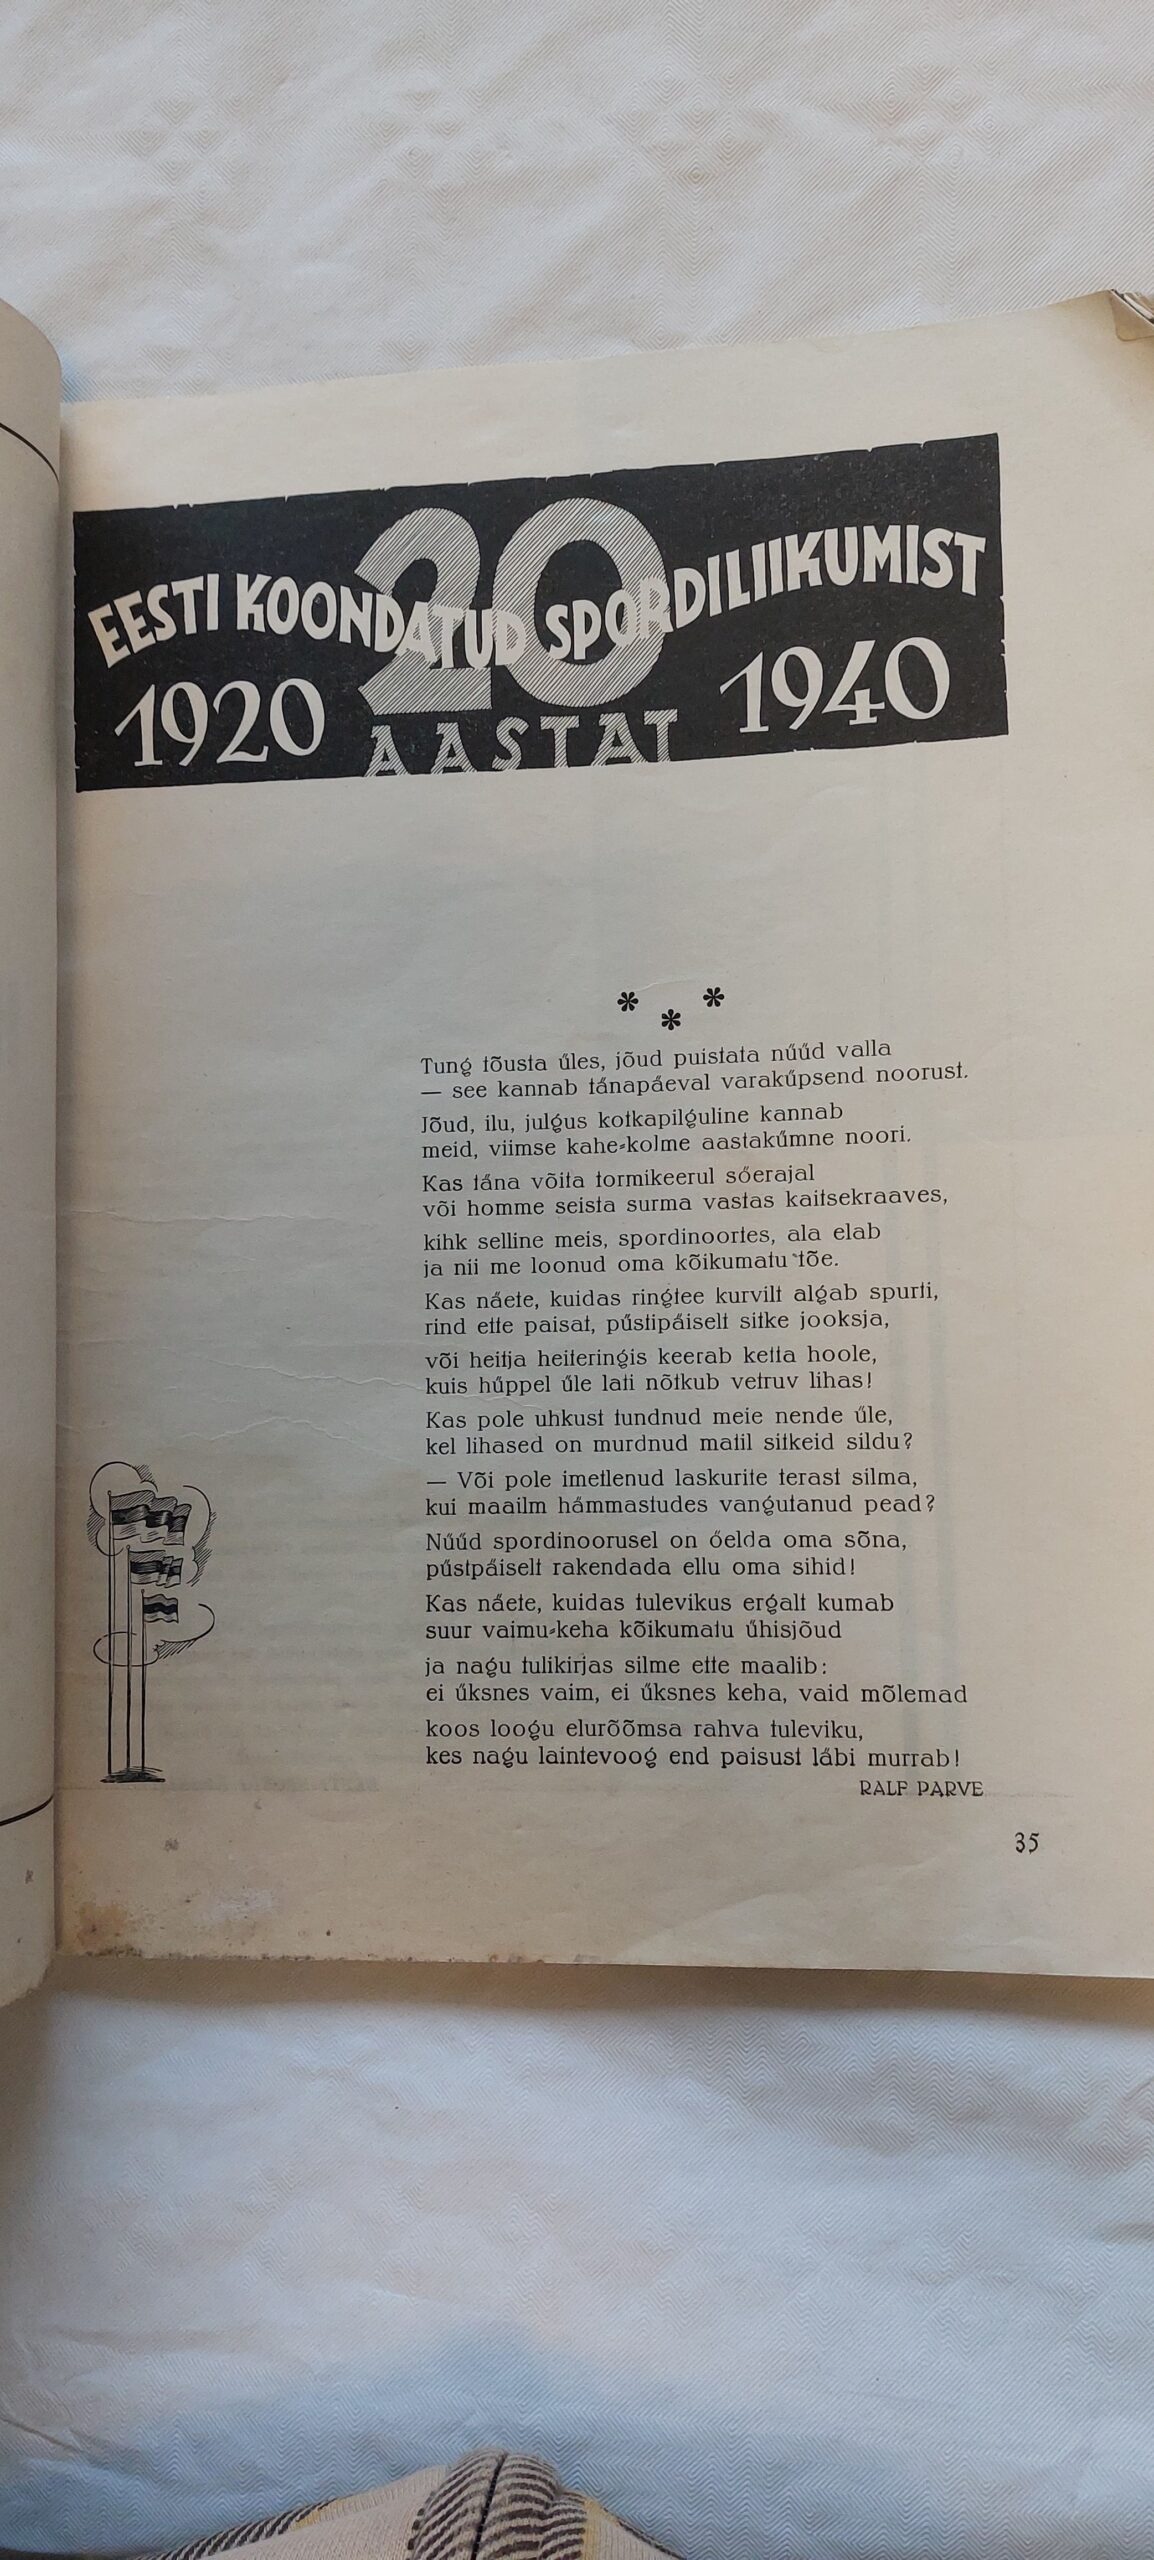 EESTI KOONDATUD SPORDILIIKUMIST
20
AASTAT
1920
1940
* * *
Tung tõusta üles, jõud puistata nüüd valla
— see kannab tänapäeval varaküpsend noorust.
Jõud, ilu, julgus kotkapilguline kannab
meid, viimse kahe-kolme aastakümne noori.
Kas täna võita tormikeerul sõerajal
või homme seista surma vastas kaitsekraaves,
kihk selline meis, spordinoortes, ala elab
ja nii me loonud oma kõikumatu tõe.
Kas näete, kuidas ringtee kurvilt algab spurti,
rind ette paisat, püstipäiselt sitke jooksja,
või heitja heiteringis keerab ketta hoole,
kuis hüppel üle lati nõtkub vetruv lihas!
Kas pole uhkust tundnud meie nende üle,
kel lihased on murdnud matil sitkeid sildu?
— Või pole imetlenud laskurite terast silma,
kui maailm hämmastudes vangutanud pead?
Nüüd spordinoorusel on öelda oma sõna,
püstpäiselt rakendada ellu oma sihid!
Kas näete, kuidas tulevikus ergalt kumab
suur vaimu-keha kõikumatu ühisjõud
ja nagu tulikirjas silme ette maalib:
ei üksnes vaim, ei üksnes keha, vaid mõlemad
koos loogu elurõõmsa rahva tuleviku,
kes nagu laintevoog end paisust läbi murrab!
RALF PARVE
35